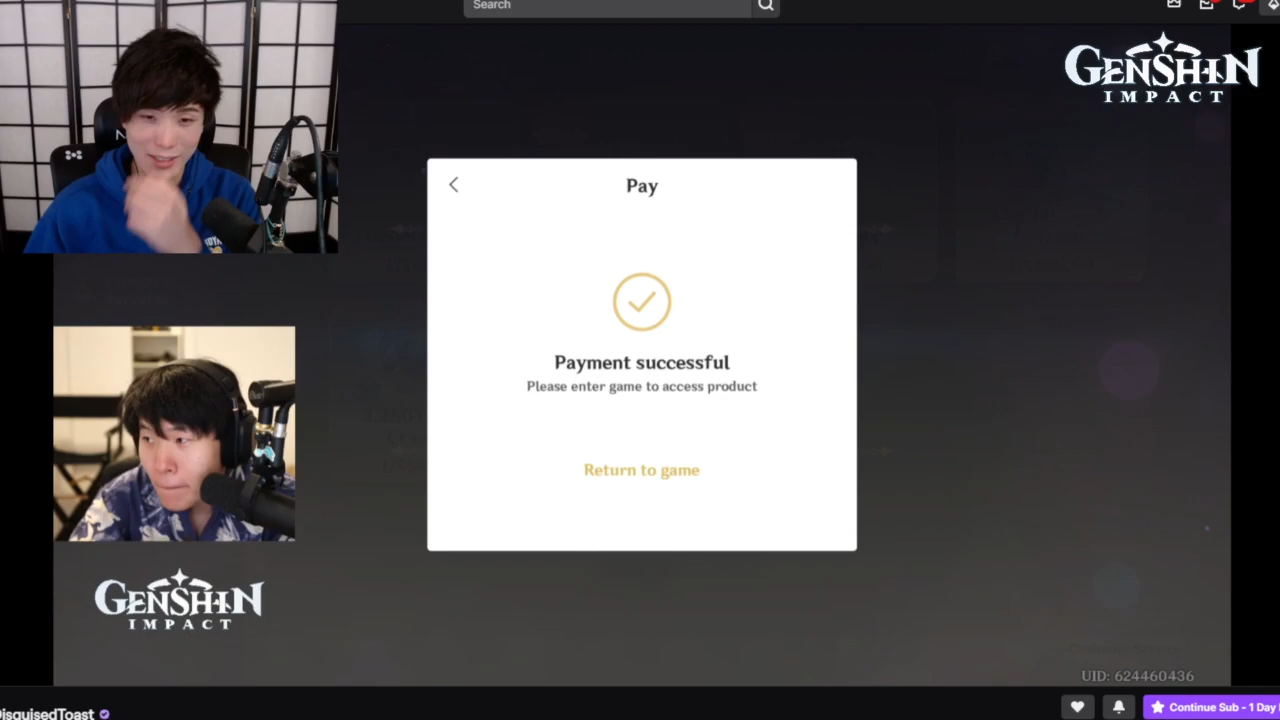 Search
GENSHIN
IMPACT
Pay
Payment successful
Please enter game to access product
Return to game
GENSHIN
IMPACT
UID: 624460436
isguisedToast
Continue Sub - 1 Day